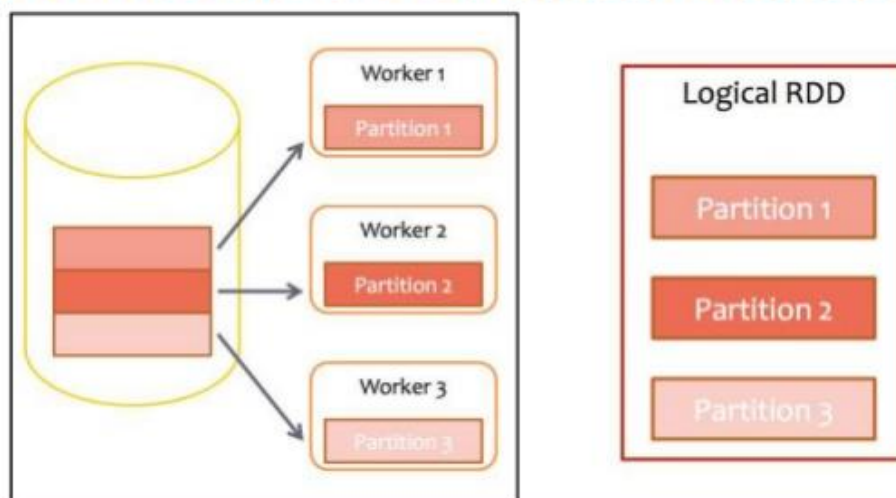 Worker 1
Partition 1
Worker 2
Partition 2
Worker 3
Partition 3
Logical RDD
Partition 1
Partition 2
Partition 3